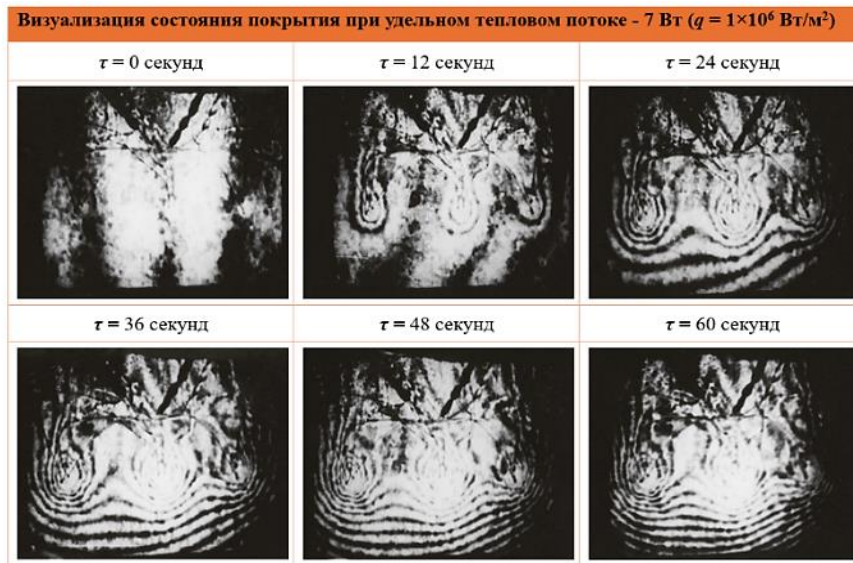 Визуализация состояния покрытия при удельном тепловом потоке - 7 Вт (q = 1×10⁶ Вт/м²)
τ = 0 секунд
τ = 12 секунд
τ = 24 секунд
τ = 36 секунд
τ = 48 секунд
τ = 60 секунд